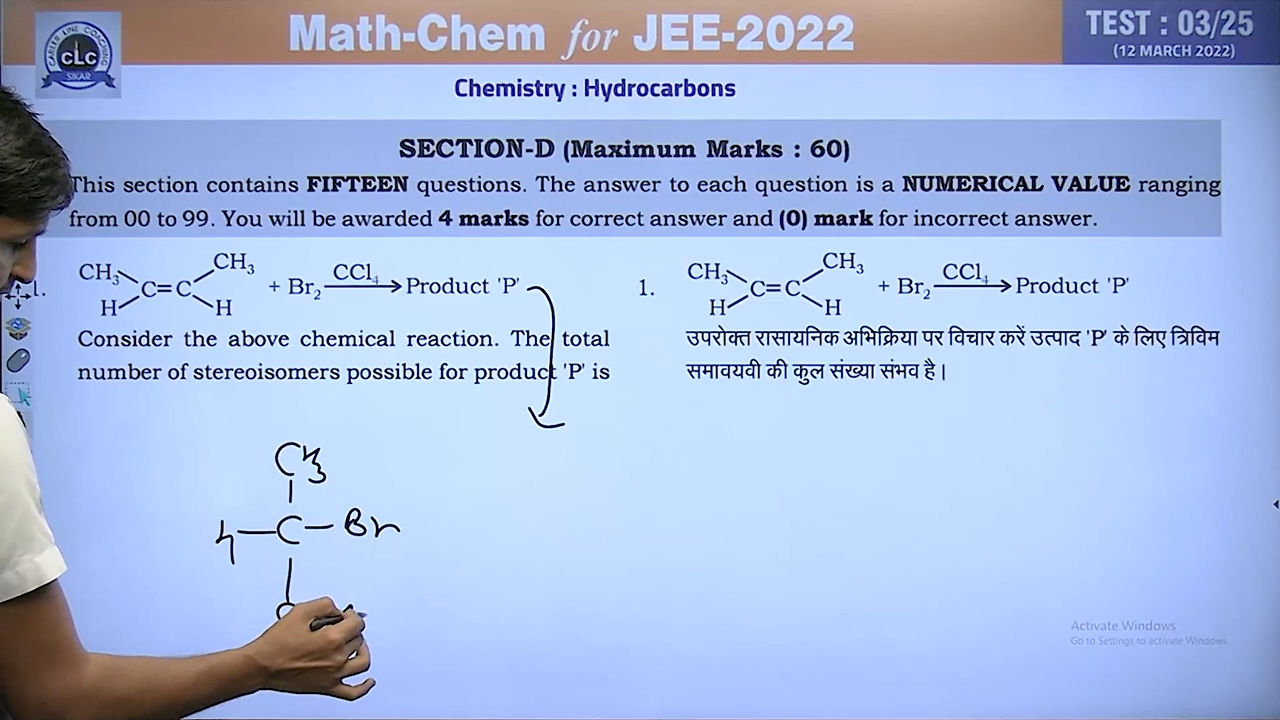 CAREER LINE COACHING
CLC
SIKAR
Math-Chem for JEE-2022
TEST : 03/25
(12 MARCH 2022)
Chemistry : Hydrocarbons
SECTION-D (Maximum Marks : 60)
This section contains FIFTEEN questions. The answer to each question is a NUMERICAL VALUE ranging
from 00 to 99. You will be awarded 4 marks for correct answer and (0) mark for incorrect answer.
1.
CH₃ CH₃
C=C + Br₂ CCl₄ → Product 'P'
H H
Consider the above chemical reaction. The total
number of stereoisomers possible for product 'P' is
1.
CH₃ CH₃
C=C + Br₂ CCl₄ → Product 'P'
H H
उपरोक्त रासायनिक अभिक्रिया पर विचार करें उत्पाद 'P' के लिए त्रिविम
समावयवी की कुल संख्या संभव है।
CH₃
H—C—Br
Activate Windows
Go to Settings to activate Windows.